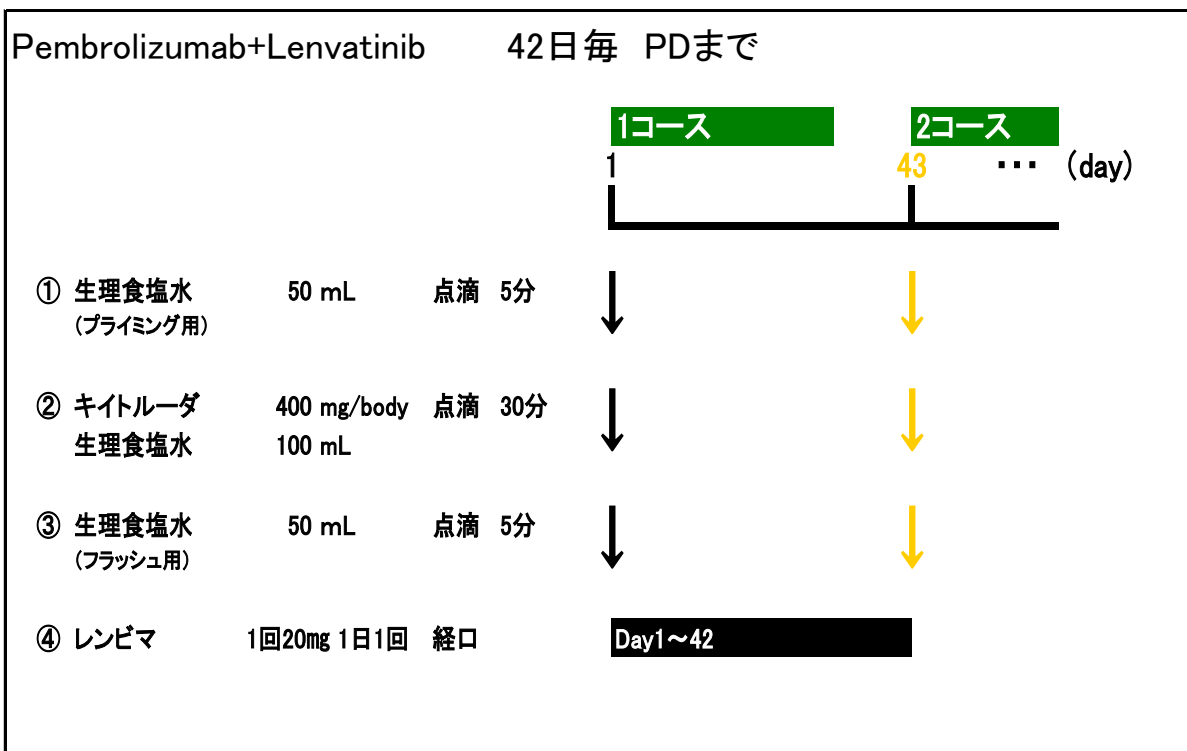 Pembrolizumab+Lenvatinib 42日毎 PDまで
1コース 2コース
1 43 ・・・ (day)
① 生理食塩水 50 mL 点滴 5分
(プライミング用)
② キイトルーダ 400 mg/body 点滴 30分
生理食塩水 100 mL
③ 生理食塩水 50 mL 点滴 5分
(フラッシュ用)
④ レンビマ 1回20㎎ 1日1回 経口 Day1～42